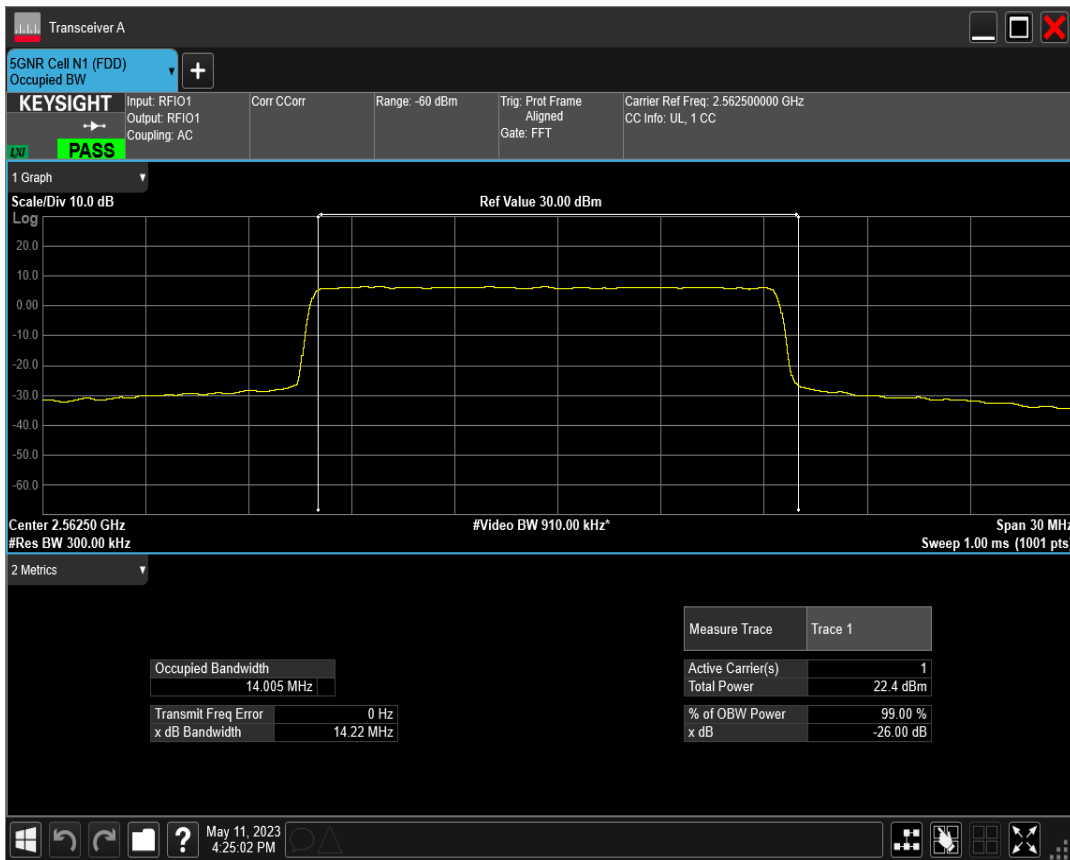 Transceiver A
5GNR Cell N1 (FDD)
Occupied BW
+
KEYSIGHT
LXI
PASS
Input: RFIO1
Output: RFIO1
Coupling: AC
Corr CCorr
Range: -60 dBm
Trig: Prot Frame
Aligned
Gate: FFT
Carrier Ref Freq: 2.562500000 GHz
CC Info: UL, 1 CC
1 Graph
Scale/Div 10.0 dB
Ref Value 30.00 dBm
Log
20.0
10.0
0.00
-10.0
-20.0
-30.0
-40.0
-50.0
-60.0
Center 2.56250 GHz
#Video BW 910.00 kHz*
Span 30 MHz
#Res BW 300.00 kHz
Sweep 1.00 ms (1001 pts)
2 Metrics
Measure Trace Trace 1
Occupied Bandwidth
14.005 MHz
Active Carrier(s) 1
Total Power 22.4 dBm
Transmit Freq Error 0 Hz
x dB Bandwidth 14.22 MHz
% of OBW Power 99.00 %
x dB -26.00 dB
?
May 11, 2023
4:25:02 PM